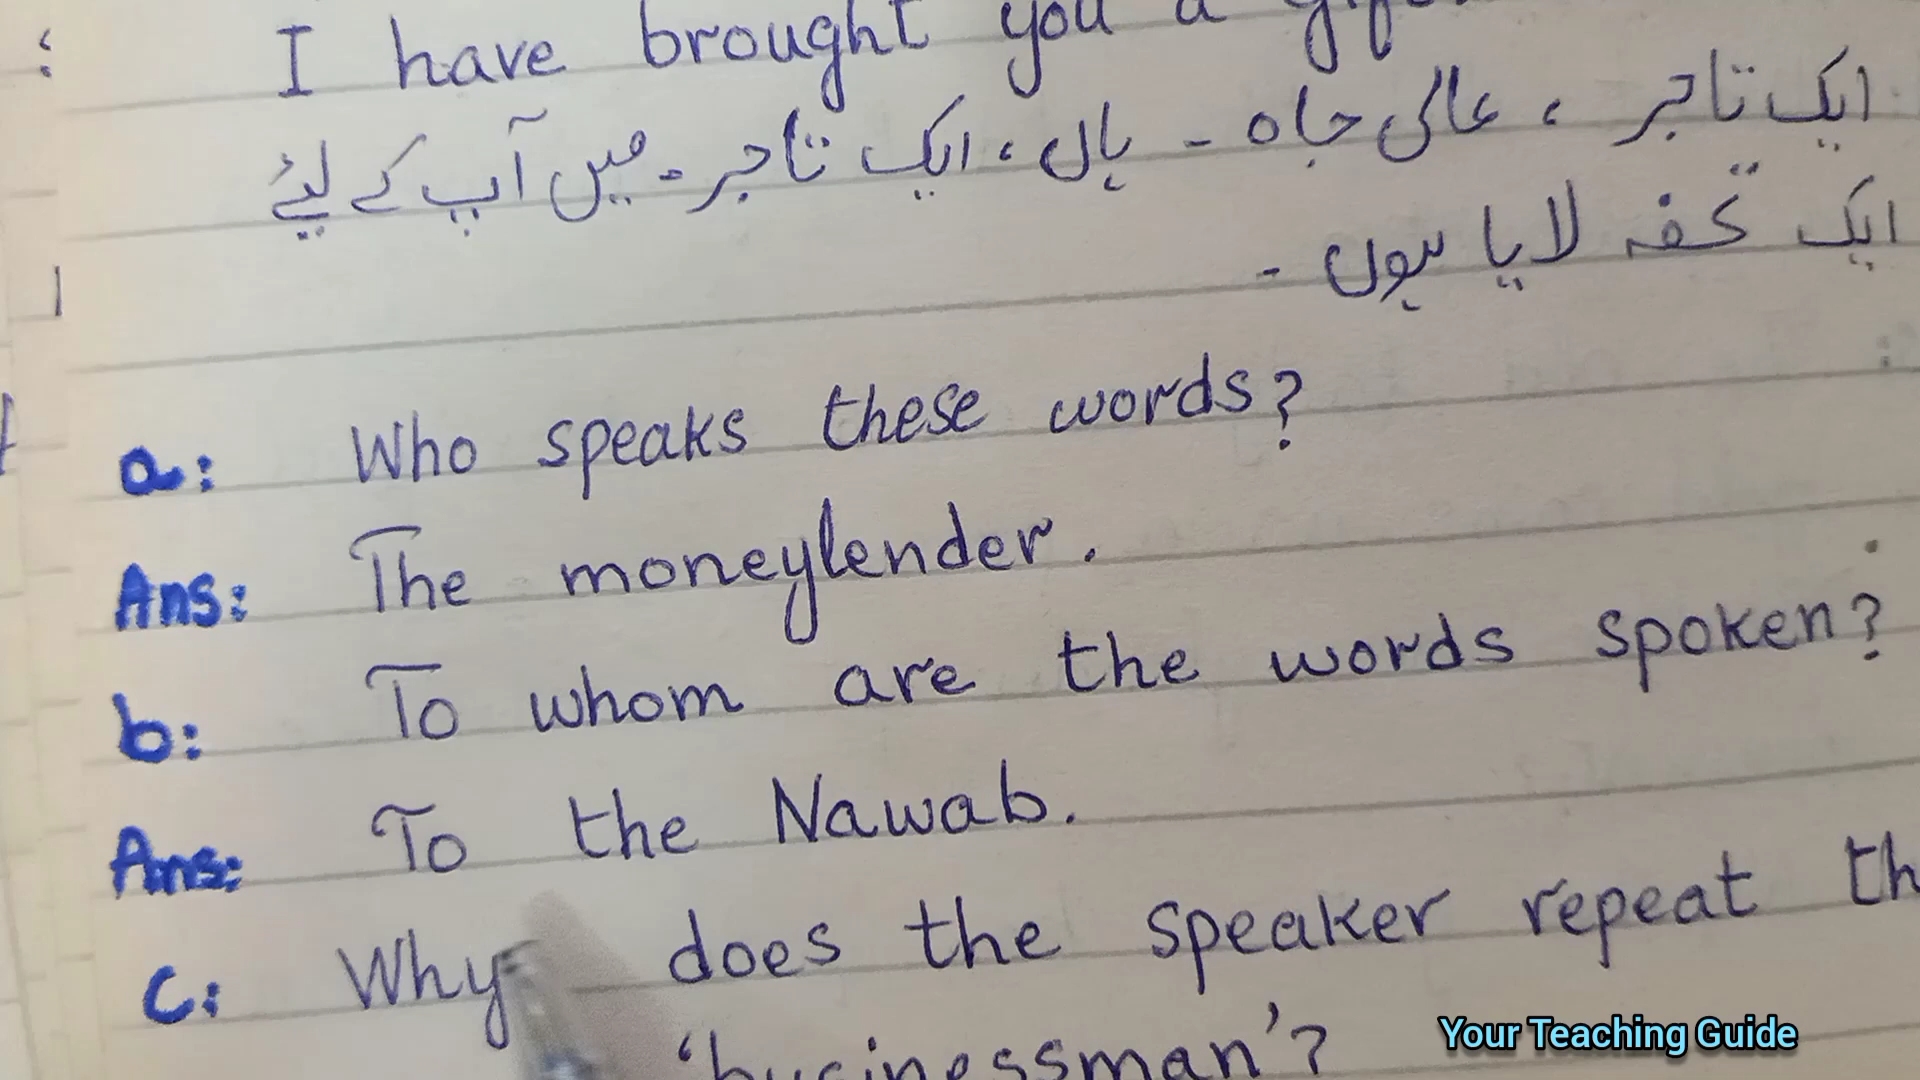 I have brought you a gift
ایک تاجر ، عالی جاہ ۔ ہاں ، ایک تاجر ۔ میں آپ کے لیئے
ایک تحفہ لایا ہوں ۔
a: Who speaks these words?
Ans: The moneylender.
b: To whom are the words spoken?
Ans: To the Nawab.
c: Why does the speaker repeat th
'businessman'?
Your Teaching Guide